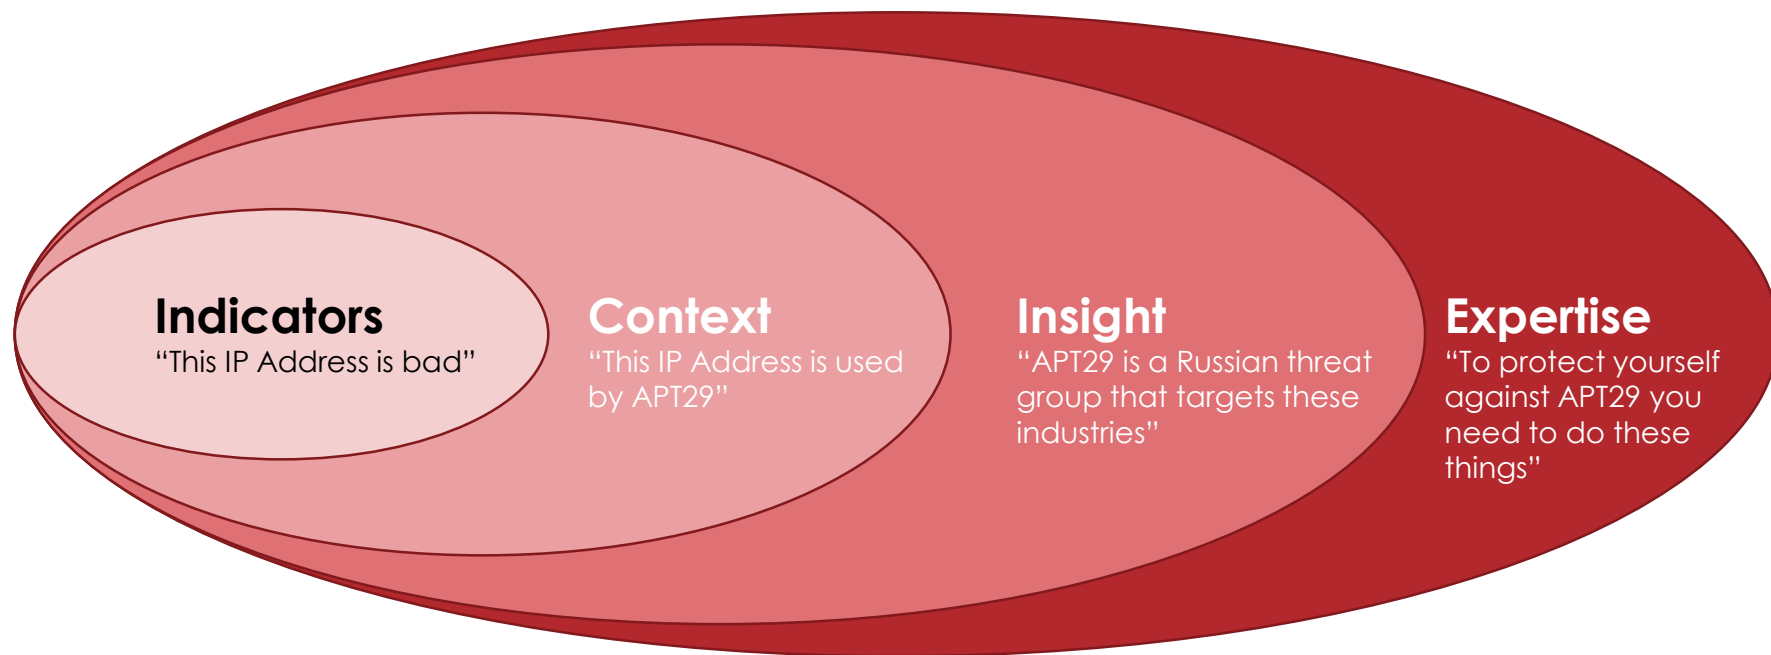 Indicators
“This IP Address is bad”
Context
“This IP Address is used
by APT29”
Insight
“APT29 is a Russian threat
group that targets these
industries”
Expertise
“To protect yourself
against APT29 you
need to do these
things”